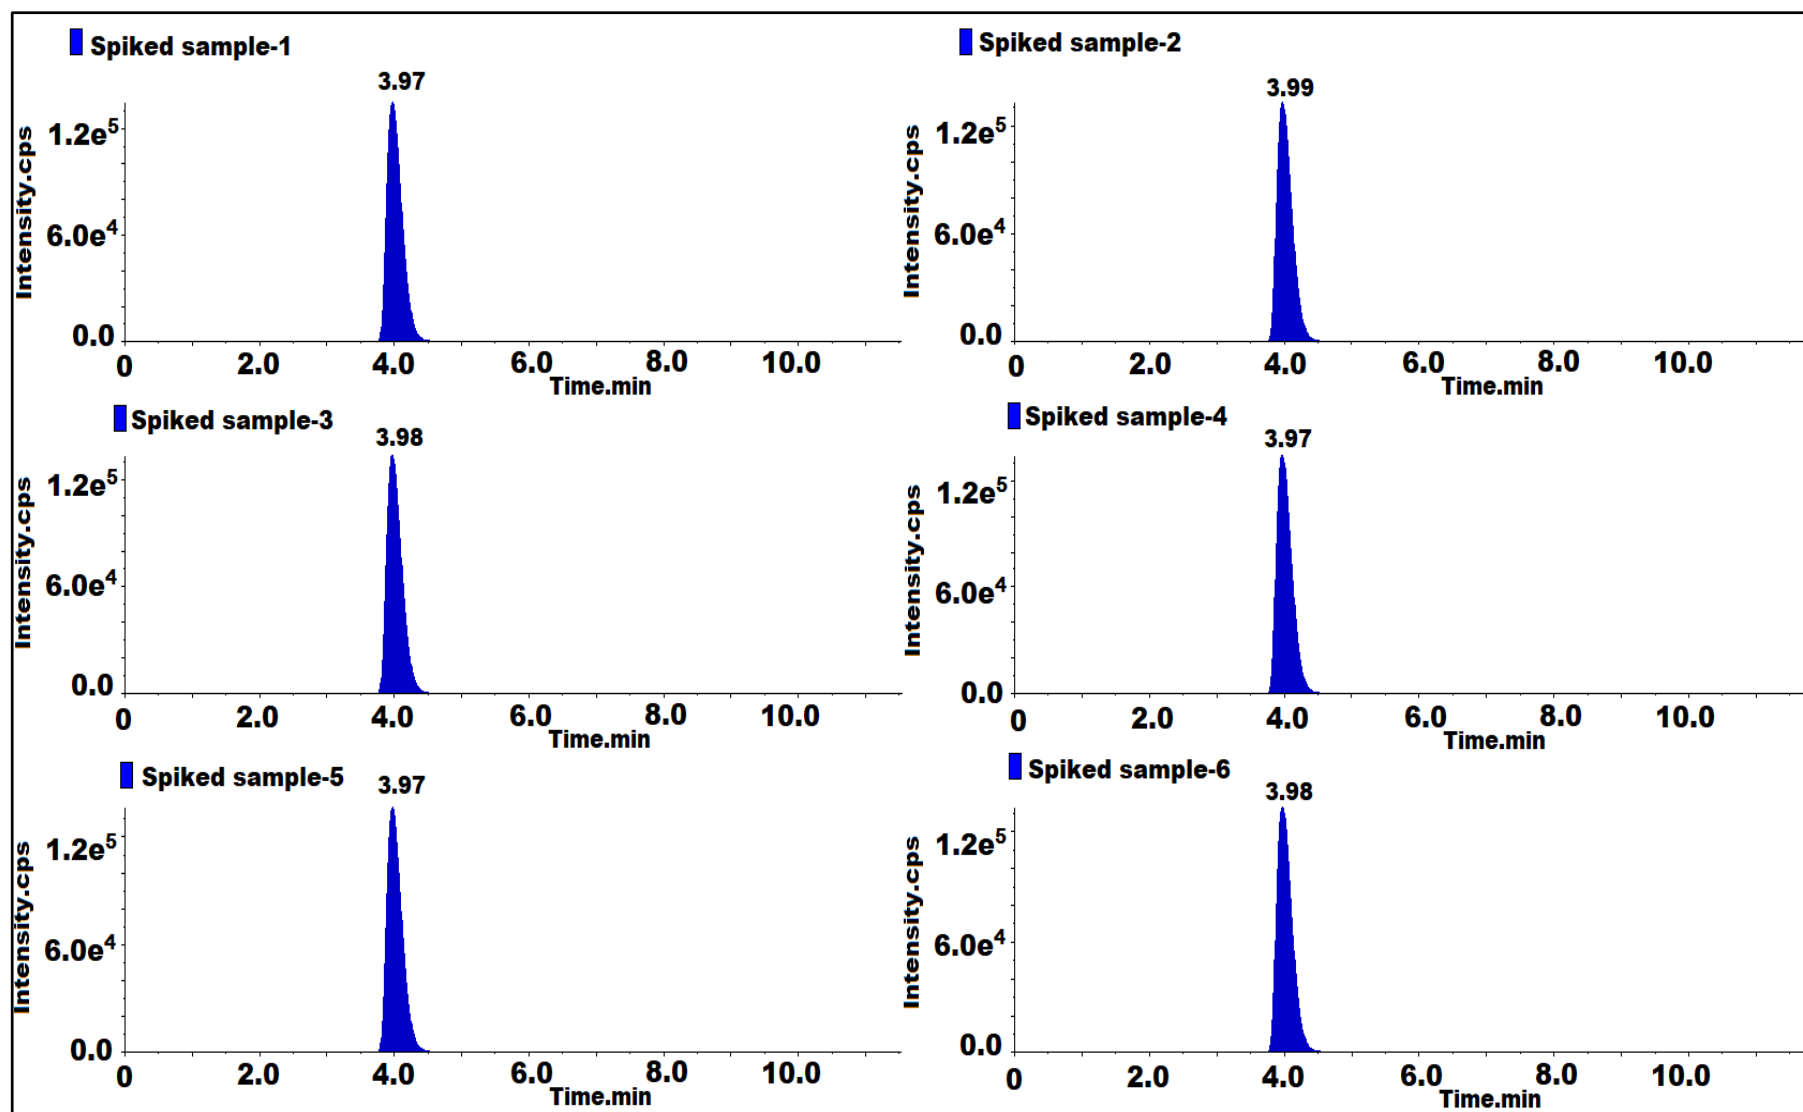 Spiked sample-1
3.97
Intensity.cps
1.2e⁵
6.0e⁴
0.0
0 2.0 4.0 6.0 8.0 10.0
Time.min
Spiked sample-2
3.99
Intensity.cps
1.2e⁵
6.0e⁴
0.0
0 2.0 4.0 6.0 8.0 10.0
Time.min
Spiked sample-3
3.98
Intensity.cps
1.2e⁵
6.0e⁴
0.0
0 2.0 4.0 6.0 8.0 10.0
Time.min
Spiked sample-4
3.97
Intensity.cps
1.2e⁵
6.0e⁴
0.0
0 2.0 4.0 6.0 8.0 10.0
Time.min
Spiked sample-5
3.97
Intensity.cps
1.2e⁵
6.0e⁴
0.0
0 2.0 4.0 6.0 8.0 10.0
Time.min
Spiked sample-6
3.98
Intensity.cps
1.2e⁵
6.0e⁴
0.0
0 2.0 4.0 6.0 8.0 10.0
Time.min